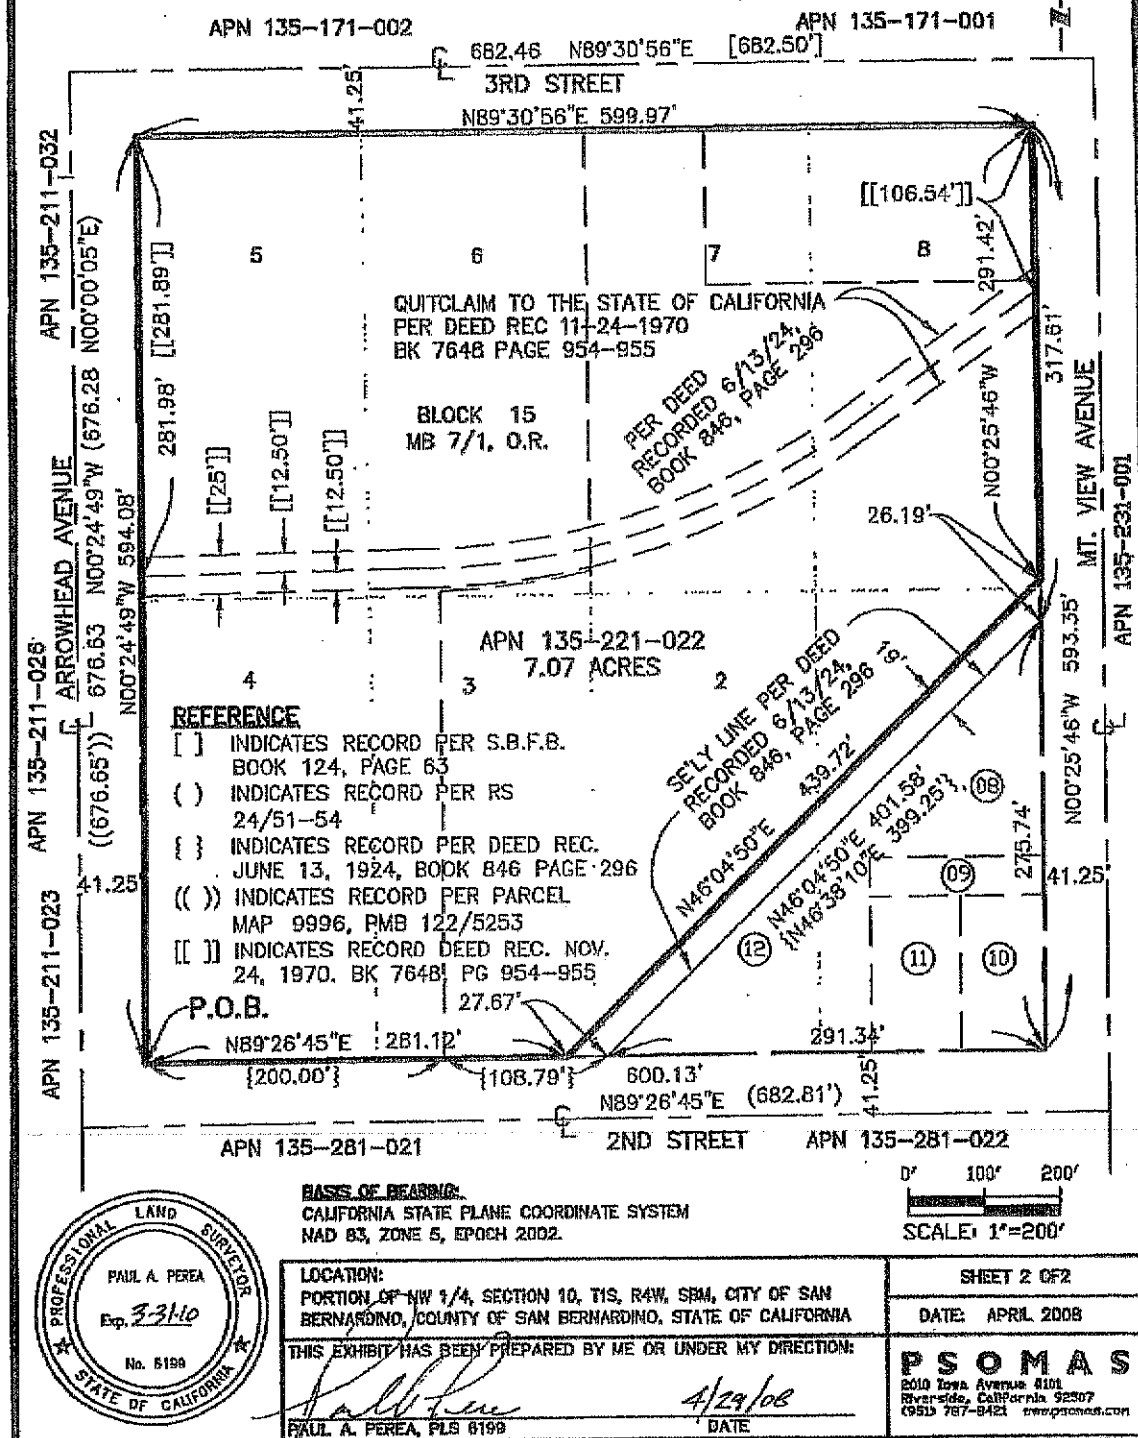 APN 135-171-002
APN 135-171-001
682.46 N89°30'56"E [682.50']
3RD STREET
41.25'
N89°30'56"E 599.97'
APN 135-211-032
ARROWHEAD AVENUE
676.63 N00°24'49"W (676.28 N00°00'05"E)
((676.65'))
N00°24'49"W 594.08'
281.98' [[281.89']]
[[106.54']]
291.42'
317.61'
N00°25'46"W
MT. VIEW AVENUE
APN 135-231-001
N00°25'46"W 593.35'
5
6
7
8
QUITCLAIM TO THE STATE OF CALIFORNIA
PER DEED REC 11-24-1970
BK 7648 PAGE 954-955
PER DEED
RECORDED 6/13/24,
BOOK 846, PAGE 296
BLOCK 15
MB 7/1, O.R.
[[25']]
[[12.50']]
[[12.50']]
26.19'
APN 135-221-022
7.07 ACRES
4
3
2
SE'LY LINE PER DEED
RECORDED 6/13/24,
BOOK 846, PAGE 296
19'
N46°04'50"E 439.72'
N46°04'50"E 401.58'
{N46°38'10"E 399.25'}
08
09
10
11
12
275.74'
41.25'
APN 135-211-026
APN 135-211-023
41.25'
REFERENCE
[ ] INDICATES RECORD PER S.B.F.B.
BOOK 124, PAGE 63
( ) INDICATES RECORD PER RS
24/51-54
{ } INDICATES RECORD PER DEED REC.
JUNE 13, 1924, BOOK 846 PAGE 296
(( )) INDICATES RECORD PER PARCEL
MAP 9996, PMB 122/5253
[[ ]] INDICATES RECORD DEED REC. NOV.
24, 1970. BK 7648 PG 954-955
P.O.B.
27.67'
N89°26'45"E 281.12'
291.34'
{200.00'}
{108.79'}
600.13'
N89°26'45"E (682.81')
41.25'
APN 135-281-021
2ND STREET
APN 135-281-022
0' 100' 200'
SCALE: 1"=200'
BASIS OF BEARING:
CALIFORNIA STATE PLANE COORDINATE SYSTEM
NAD 83, ZONE 5, EPOCH 2002.
PROFESSIONAL LAND SURVEYOR
PAUL A. PEREA
Exp. 3-31-10
No. 6199
STATE OF CALIFORNIA
LOCATION:
PORTION OF NW 1/4, SECTION 10, T1S, R4W, SBM, CITY OF SAN
BERNARDINO, COUNTY OF SAN BERNARDINO, STATE OF CALIFORNIA
THIS EXHIBIT HAS BEEN PREPARED BY ME OR UNDER MY DIRECTION:
4/29/08
PAUL A. PEREA, PLS 6199
DATE
SHEET 2 OF2
DATE: APRIL 2008
PSOMAS
2010 Iowa Avenue #101
Riverside, California 92507
(951) 787-8421 www.psomas.com